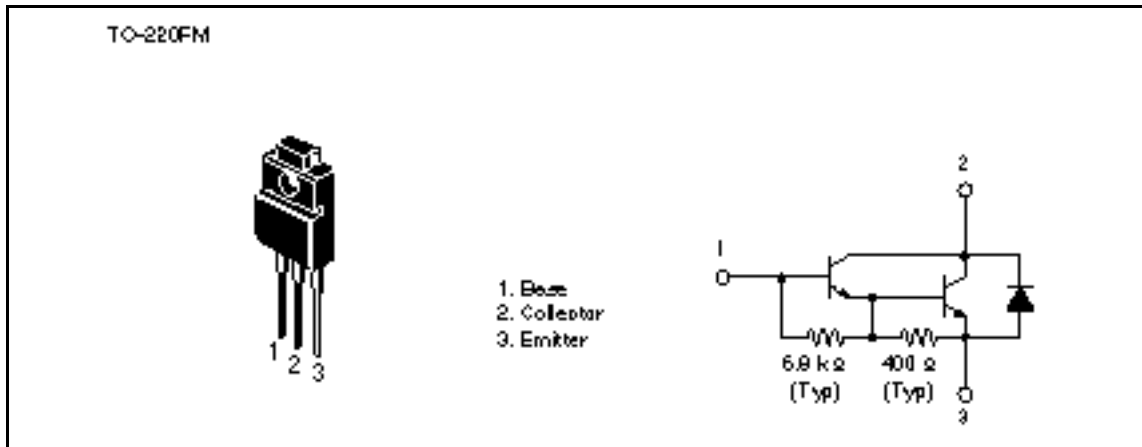 TO-220FM
1. Base
2. Collector
3. Emitter
1
2
3
2
1
6.8 k Ω
(Typ)
400 Ω
(Typ)
3